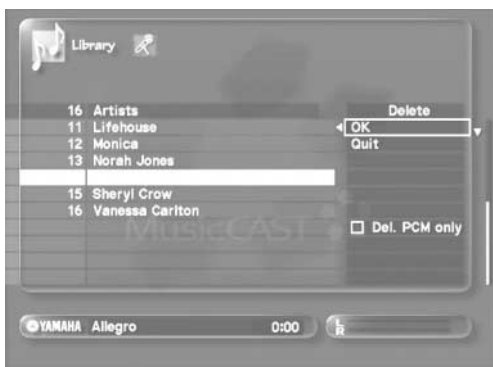 Library
16 Artists Delete
11 Lifehouse OK
12 Monica Quit
13 Norah Jones
15 Sheryl Crow
16 Vanessa Carlton
MusicCAST
Del. PCM only
YAMAHA Allegro 0:00 L
R